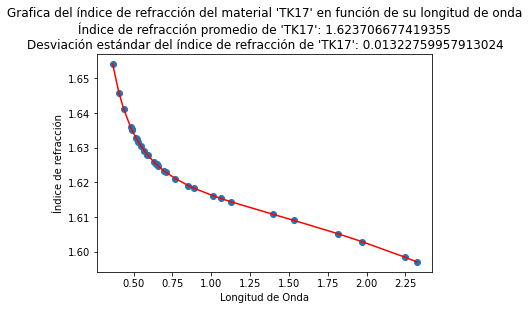 Grafica del índice de refracción del material 'TK17' en función de su longitud de onda
Índice de refracción promedio de 'TK17': 1.623706677419355
Desviación estándar del índice de refracción de 'TK17': 0.01322759957913024
1.65
1.64
1.63
1.62
1.61
1.60
Índice de refracción
0.50 0.75 1.00 1.25 1.50 1.75 2.00 2.25
Longitud de Onda